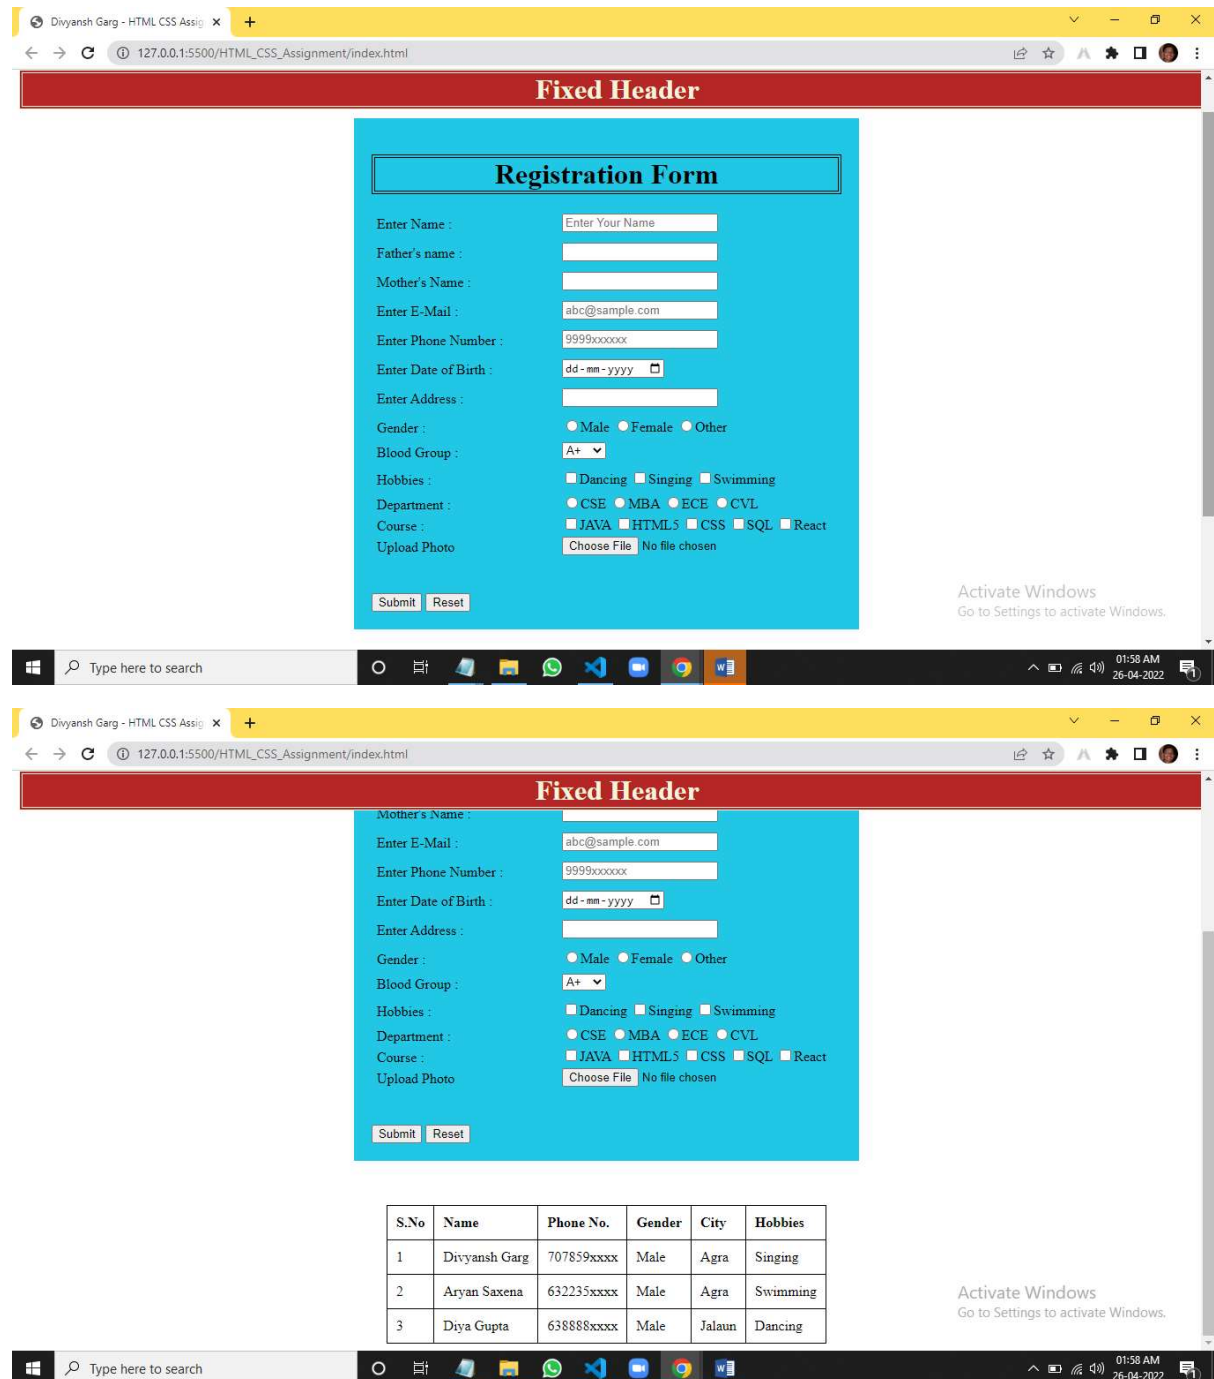 Divyansh Garg - HTML CSS Assig
127.0.0.1:5500/HTML_CSS_Assignment/index.html
Fixed Header
Registration Form
Enter Name : Enter Your Name
Father's name :
Mother's Name :
Enter E-Mail : abc@sample.com
Enter Phone Number : 9999xxxxxx
Enter Date of Birth : dd-mm-yyyy
Enter Address :
Gender : Male Female Other
Blood Group : A+
Hobbies : Dancing Singing Swimming
Department : CSE MBA ECE CVL
Course : JAVA HTML5 CSS SQL React
Upload Photo Choose File No file chosen
Activate Windows
Submit Reset
Go to Settings to activate Windows.
Type here to search
01:58 AM
26-04-2022
Divyansh Garg - HTML CSS Assig
127.0.0.1:5500/HTML_CSS_Assignment/index.html
Fixed Header
Mother's Name :
Enter E-Mail : abc@sample.com
Enter Phone Number : 9999xxxxxx
Enter Date of Birth : dd-mm-yyyy
Enter Address :
Gender : Male Female Other
Blood Group : A+
Hobbies : Dancing Singing Swimming
Department : CSE MBA ECE CVL
Course : JAVA HTML5 CSS SQL React
Upload Photo Choose File No file chosen
Submit Reset
S.No Name Phone No. Gender City Hobbies
1 Divyansh Garg 707859xxxx Male Agra Singing
2 Aryan Saxena 632235xxxx Male Agra Swimming
3 Diya Gupta 638888xxxx Male Jalaun Dancing
Activate Windows
Go to Settings to activate Windows.
Type here to search
01:58 AM
26-04-2022